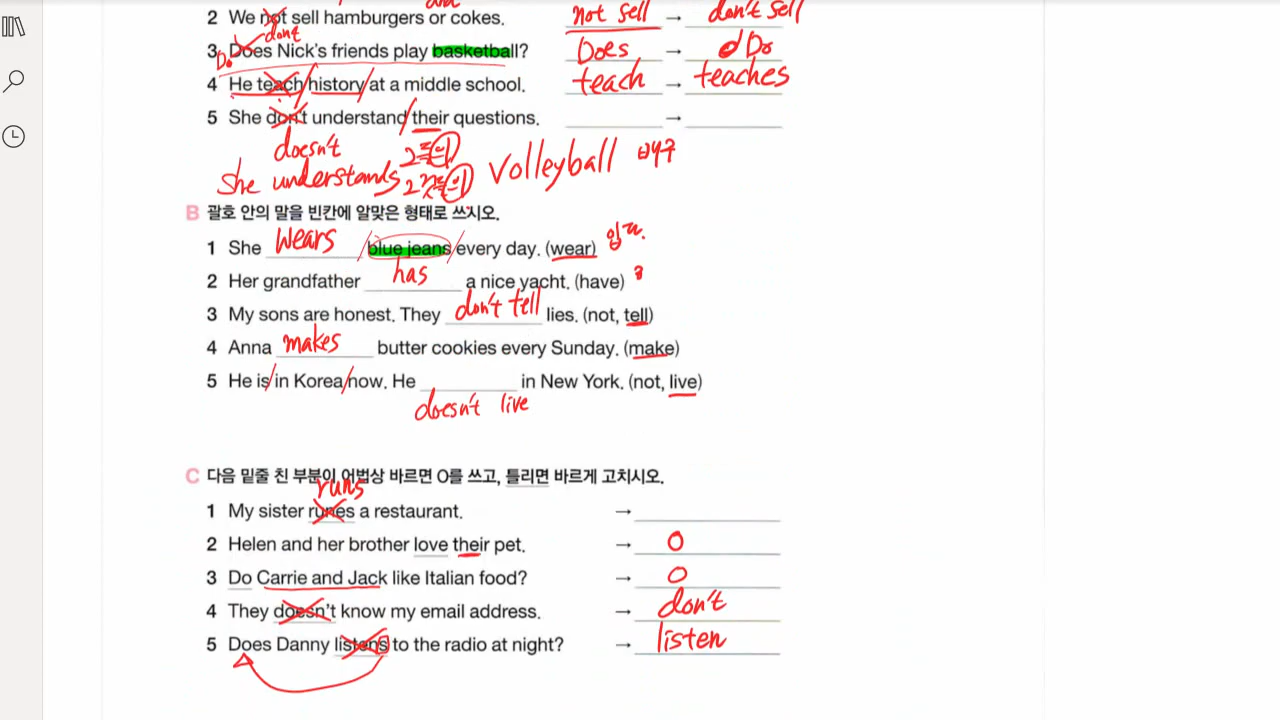 2 We not sell hamburgers or cokes. not sell → don't sell
don't
3 Does Nick's friends play basketball? Does → Do
Do
4 He teach history at a middle school. teach → teaches
5 She don't understand their questions. →
doesn't
She understands volleyball 배구
B 괄호 안의 말을 빈칸에 알맞은 형태로 쓰시오.
1 She wears blue jeans every day. (wear) 입다.
2 Her grandfather has a nice yacht. (have)
3 My sons are honest. They don't tell lies. (not, tell)
4 Anna makes butter cookies every Sunday. (make)
5 He is in Korea now. He in New York. (not, live)
doesn't live
C 다음 밑줄 친 부분이 어법상 바르면 O를 쓰고, 틀리면 바르게 고치시오.
runs
1 My sister runes a restaurant. →
2 Helen and her brother love their pet. → O
3 Do Carrie and Jack like Italian food? → O
4 They doesn't know my email address. → don't
5 Does Danny listens to the radio at night? → listen